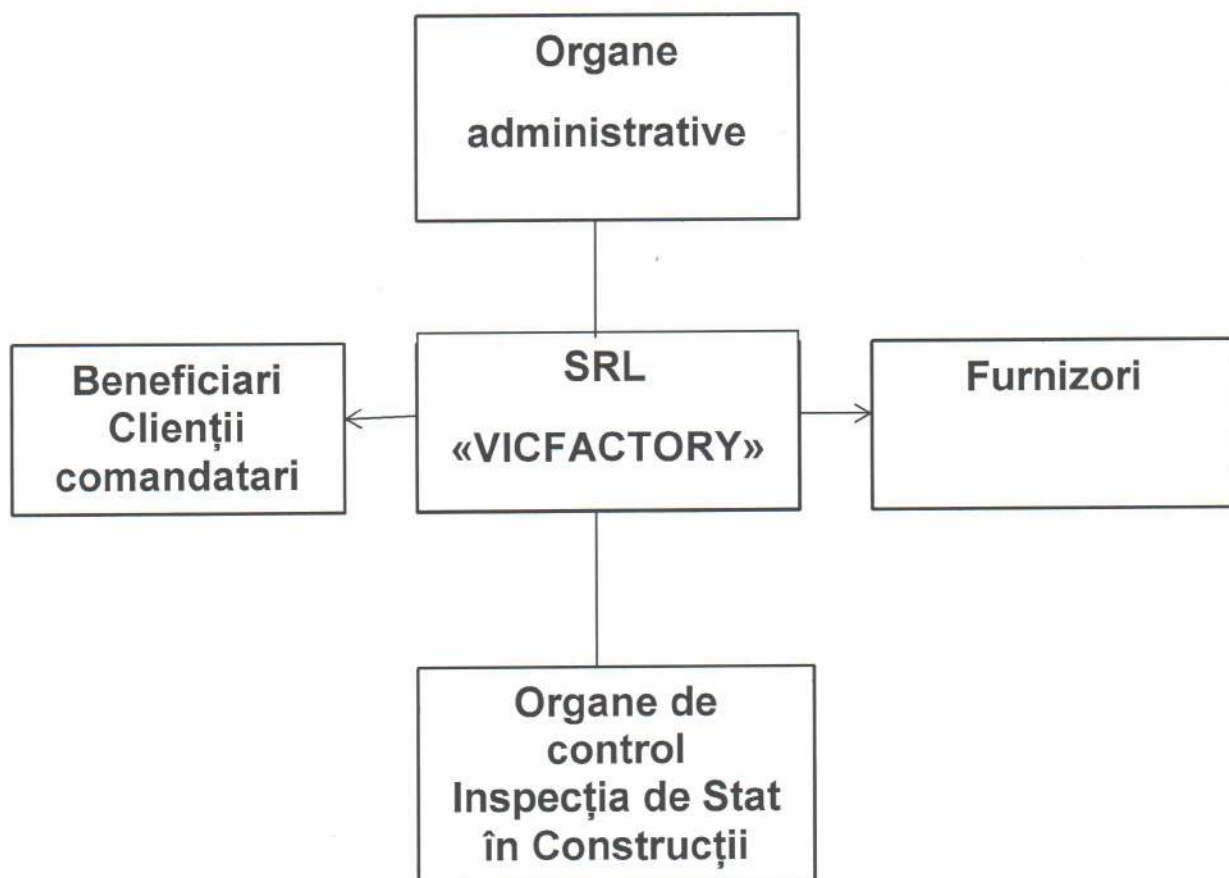 Organe
administrative
Beneficiari
Clienții
comandatari
SRL
«VICFACTORY»
Furnizori
Organe de
control
Inspecția de Stat
în Construcții